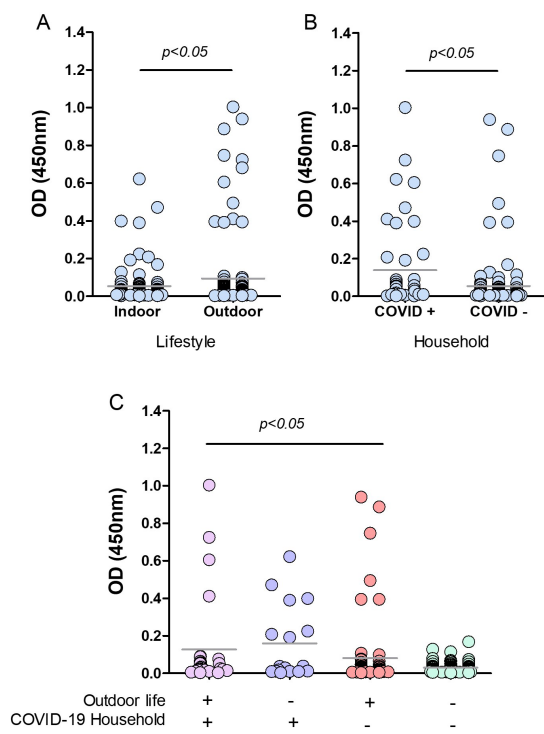 A
1.4
1.2
1.0
0.8
0.6
0.4
0.2
0.0
OD (450nm)
p<0.05
Indoor Outdoor
Lifestyle
B
1.4
1.2
1.0
0.8
0.6
0.4
0.2
0.0
OD (450nm)
p<0.05
COVID + COVID -
Household
C
1.4
1.2
1.0
0.8
0.6
0.4
0.2
0.0
OD (450nm)
p<0.05
Outdoor life + - + -
COVID-19 Household + + - -